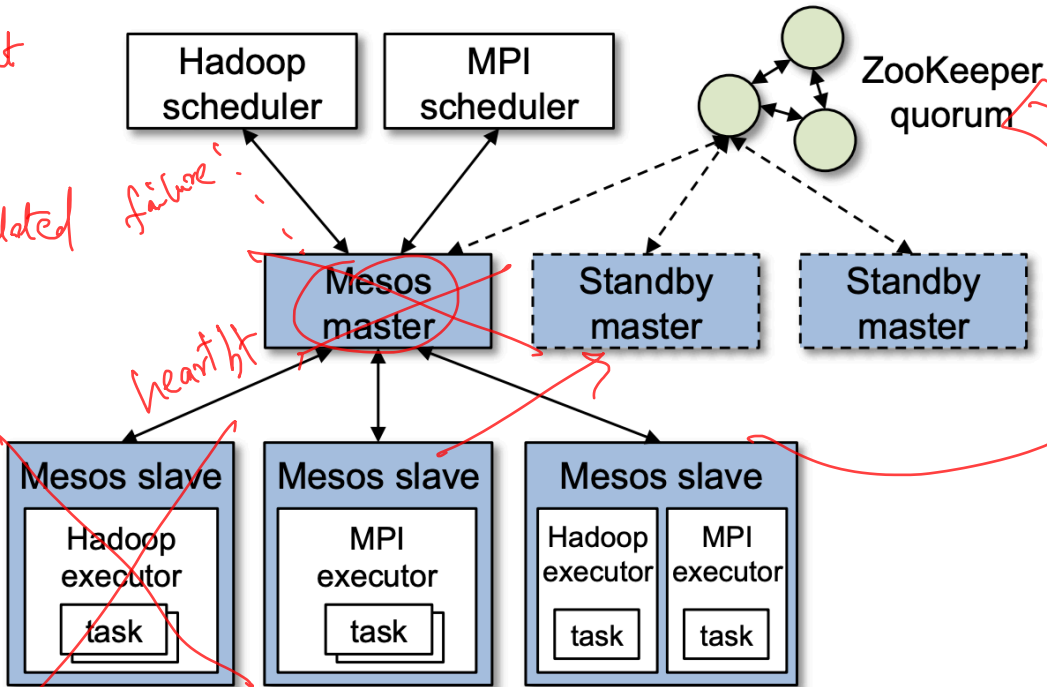 Hadoop
scheduler
MPI
scheduler
ZooKeeper
quorum
failure
Mesos
master
Standby
master
Standby
master
heartbt
Mesos slave
Hadoop
executor
task
Mesos slave
MPI
executor
task
Mesos slave
Hadoop
executor
task
MPI
executor
task